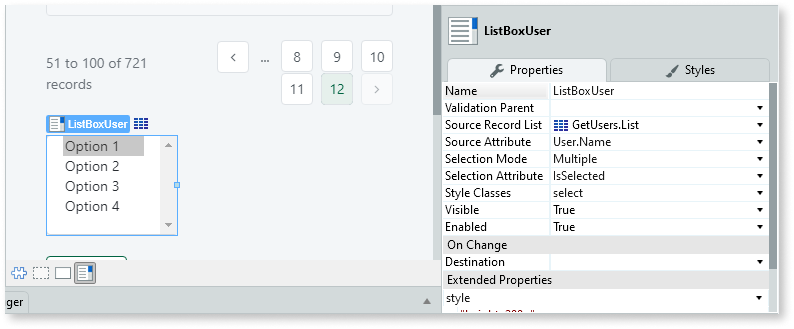 51 to 100 of 721
records
< ... 8 9 10
11 12 >
ListBoxUser
Option 1
Option 2
Option 3
Option 4
ger
ListBoxUser
Properties Styles
Name ListBoxUser
Validation Parent
Source Record List GetUsers.List
Source Attribute User.Name
Selection Mode Multiple
Selection Attribute IsSelected
Style Classes select
Visible True
Enabled True
On Change
Destination
Extended Properties
style